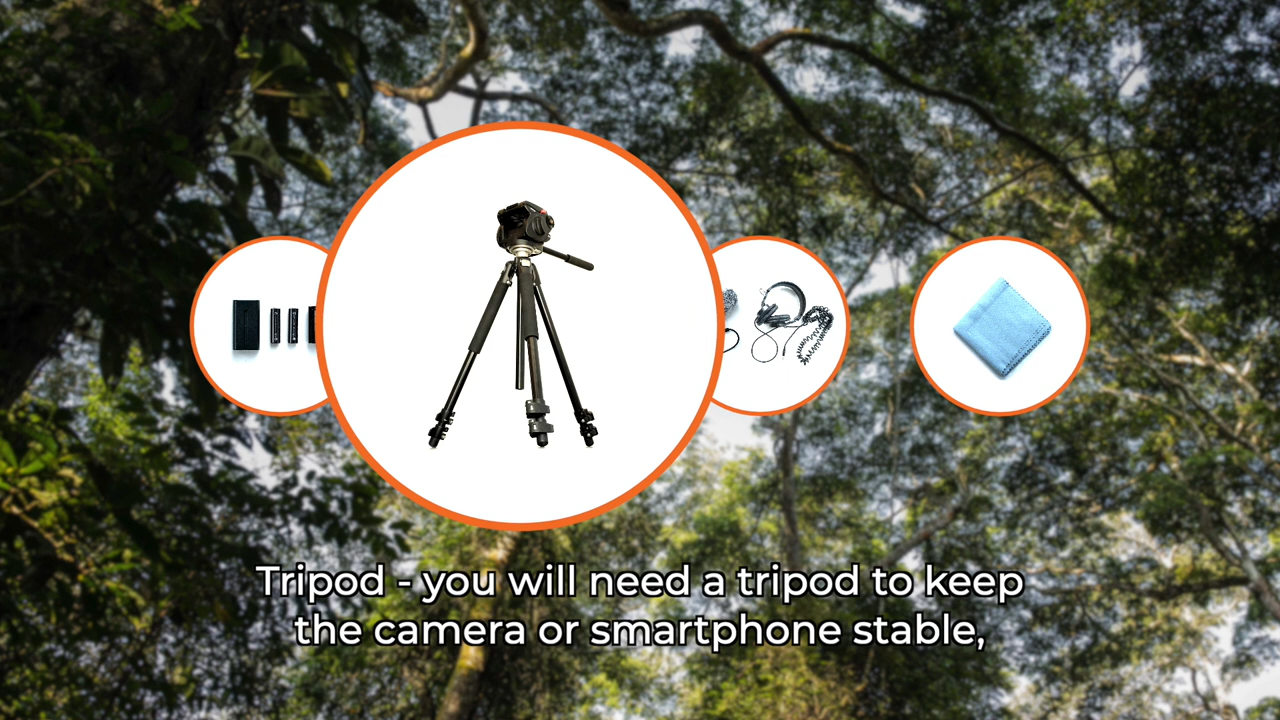 Tripod - you will need a tripod to keep
the camera or smartphone stable,